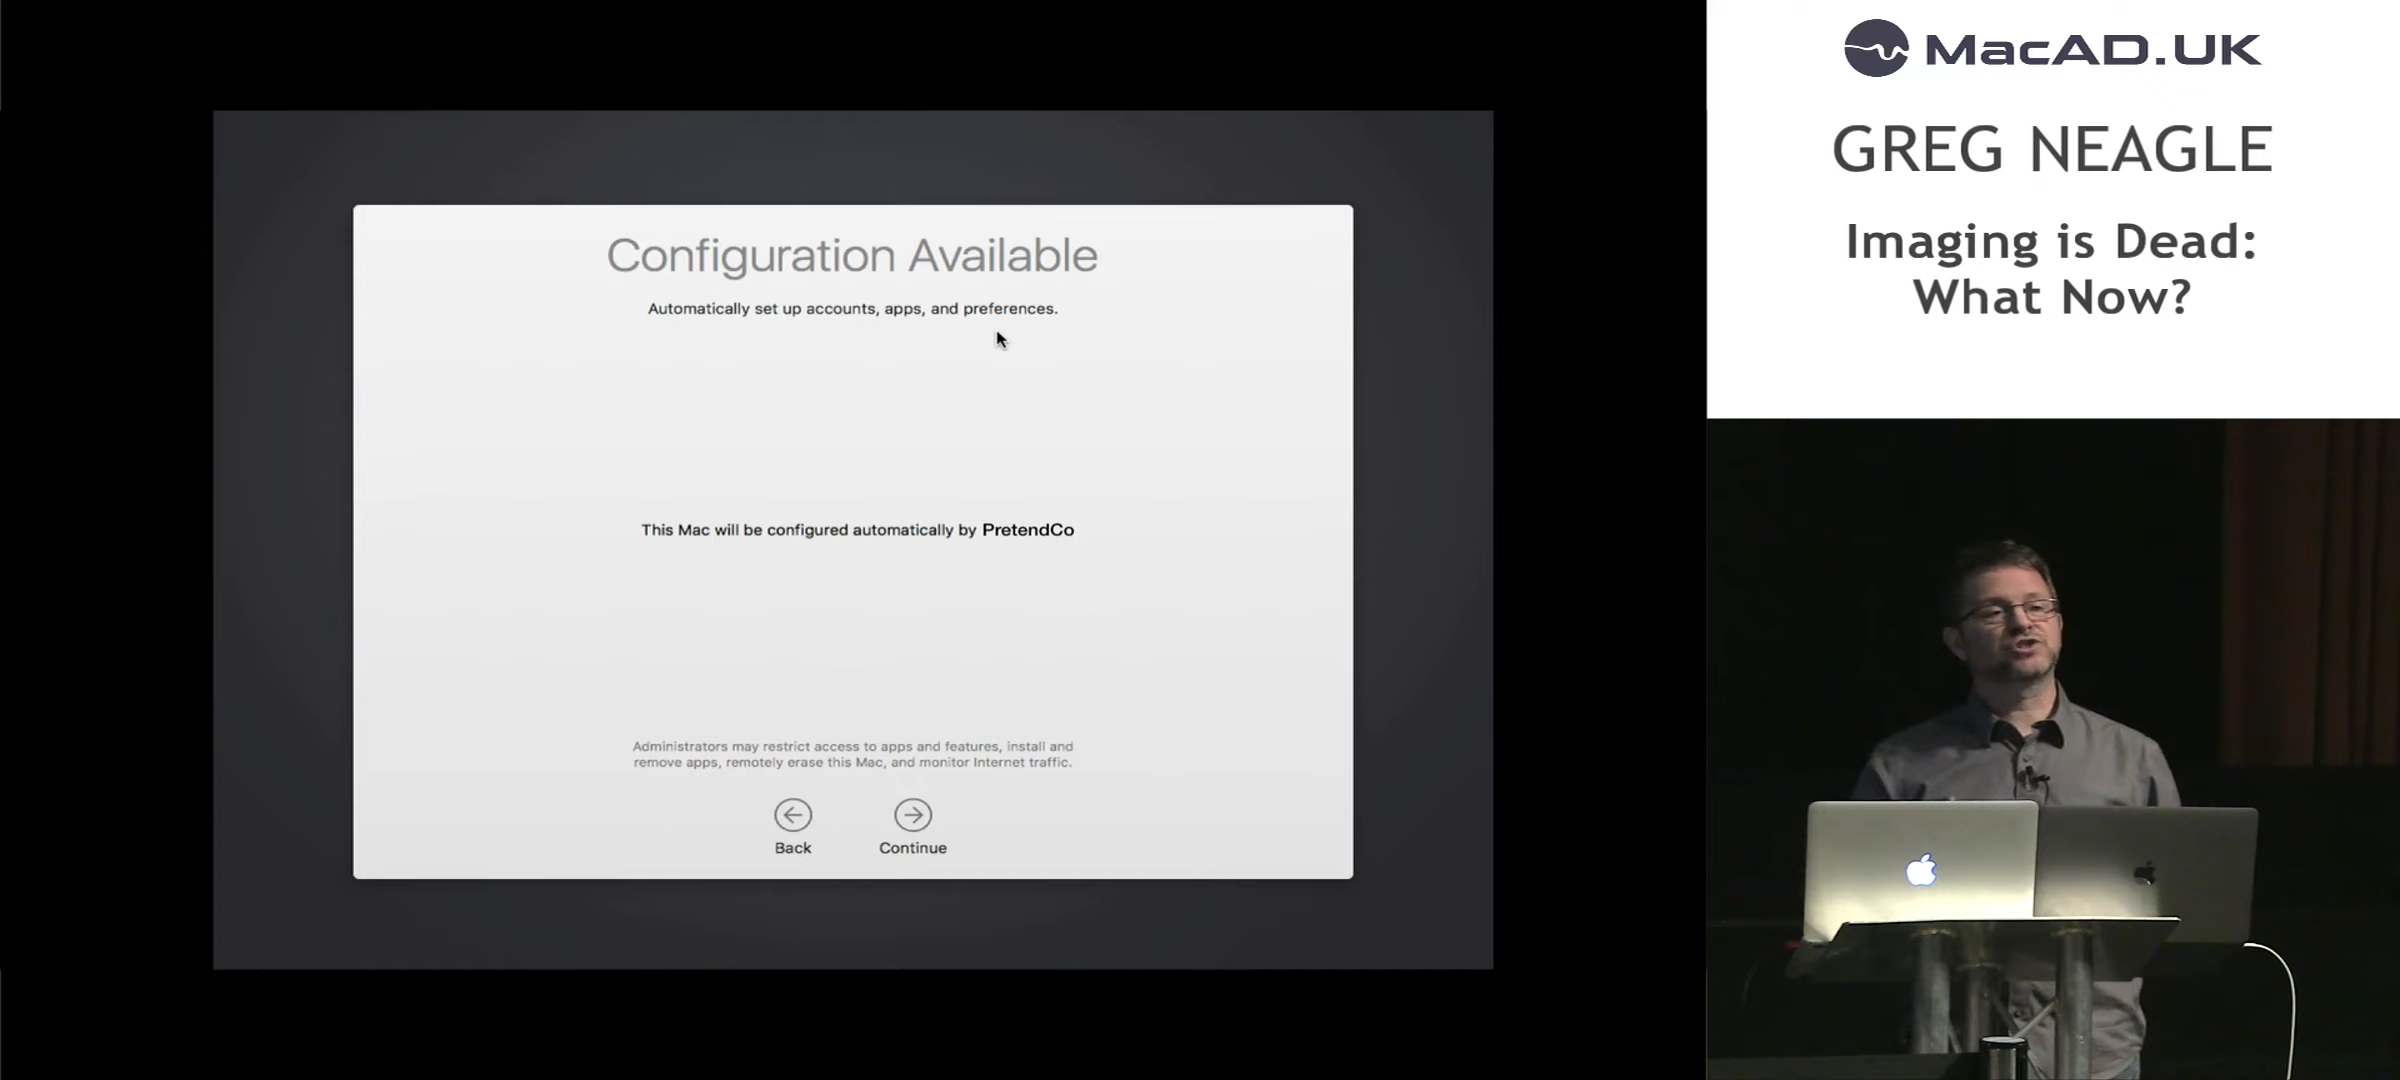 Configuration Available
Automatically set up accounts, apps, and preferences.
This Mac will be configured automatically by PretendCo
Administrators may restrict access to apps and features, install and
remove apps, remotely erase this Mac, and monitor Internet traffic.
Back
Continue
MacAD.UK
GREG NEAGLE
Imaging is Dead:
What Now?